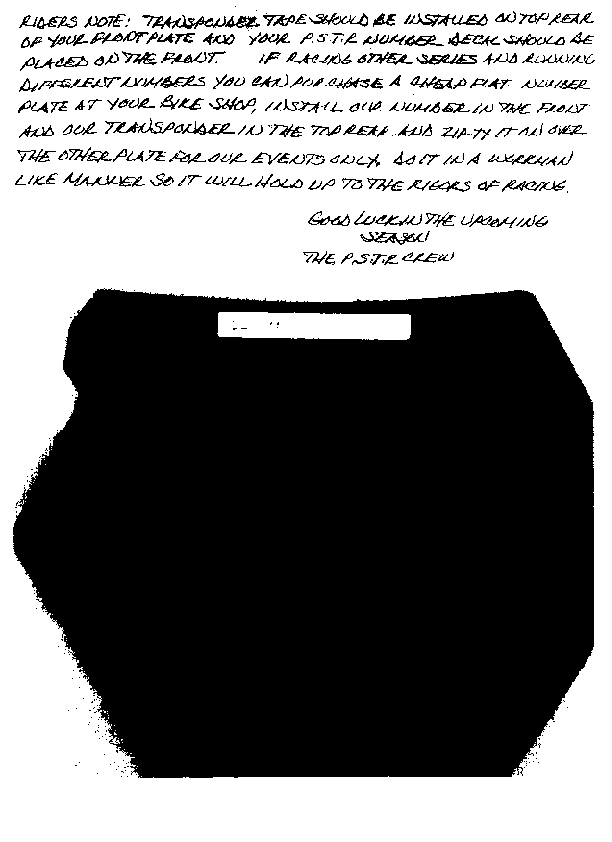 RIDERS NOTE: TRANSPONDER TAPE SHOULD BE INSTALLED ON TOP REAR
OF YOUR FRONT PLATE AND YOUR P.S.T.R NUMBER DECAL SHOULD BE
PLACED ON THE FRONT. IF RACING OTHER SERIES AND RUNNING
DIFFERENT NUMBERS YOU CAN PURCHASE A CHEAP FLAT NUMBER
PLATE AT YOUR BIKE SHOP, INSTALL OUR NUMBER IN THE FRONT
AND OUR TRANSPONDER IN THE TOP REAR AND ZIP-TY IT ON OVER
THE OTHER PLATE FOR OUR EVENTS ONLY. DO IT IN A WORKMAN
LIKE MANNER SO IT WILL HOLD UP TO THE RIGORS OF RACING.
GOOD LUCK IN THE UPCOMING
SEASON
THE P.S.T.R CREW